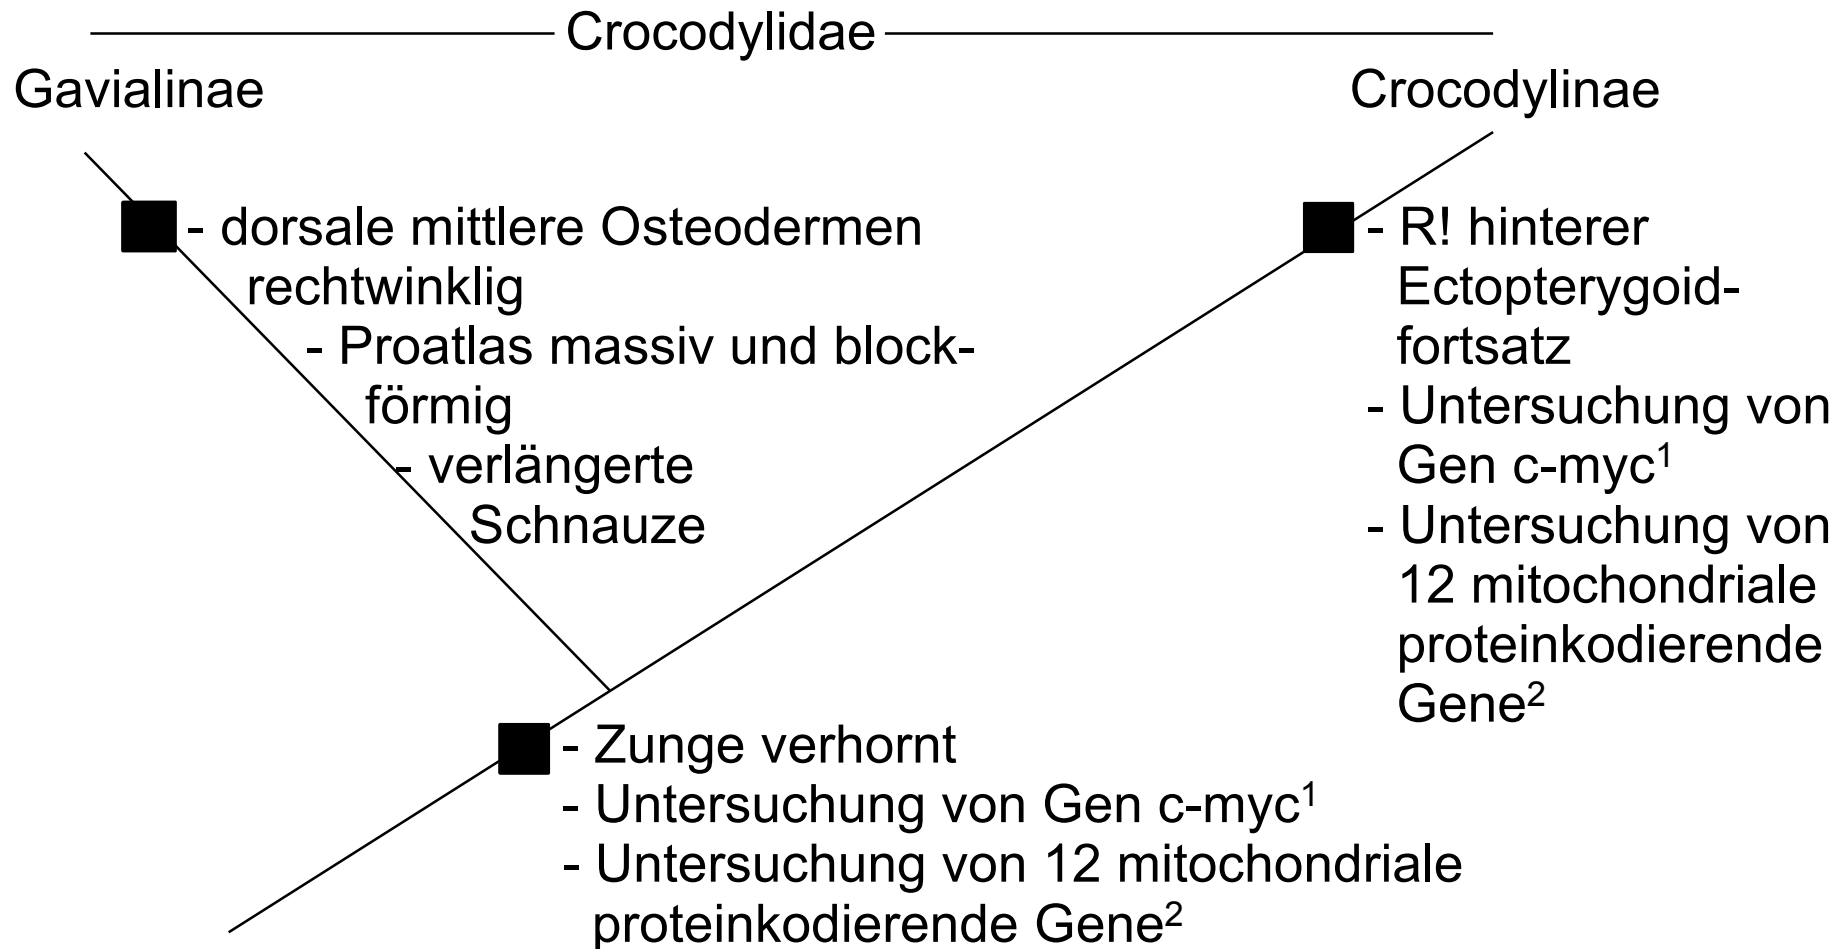 Crocodylidae
Gavialinae
Crocodylinae
- dorsale mittlere Osteodermen
rechtwinklig
- Proatlas massiv und block-
förmig
- verlängerte
Schnauze
- R! hinterer
Ectopterygoid-
fortsatz
- Untersuchung von
Gen c-myc¹
- Untersuchung von
12 mitochondriale
proteinkodierende
Gene²
- Zunge verhornt
- Untersuchung von Gen c-myc¹
- Untersuchung von 12 mitochondriale
proteinkodierende Gene²